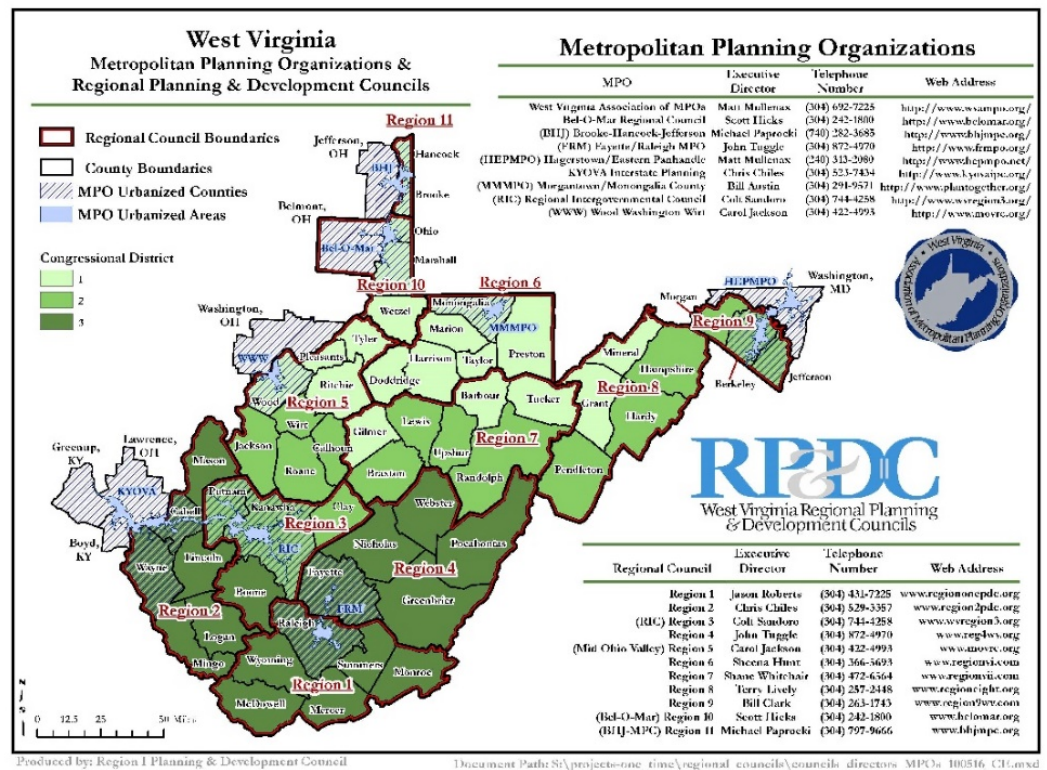 West Virginia
Metropolitan Planning Organizations &
Regional Planning & Development Councils
Regional Council Boundaries
County Boundaries
MPO Urbanized Counties
MPO Urbanized Areas
Congressional District
1
2
3
Metropolitan Planning Organizations
MPO Executive Director Telephone Number Web Address
West Virginia Association of MPOs Matt Mullenax (304) 692-7225 http://www.wvampo.org/
Bel-O-Mar Regional Council Scott Hicks (304) 242-1800 http://www.belomar.org/
(BHJ) Brooke-Hancock-Jefferson Michael Paprocki (740) 282-3685 http://www.bhjmpc.org/
(FRM) Fayette/Raleigh MPO John Tuggle (304) 872-4970 http://www.frmpo.org/
(HEPMPO) Hagerstown/Eastern Panhandle Matt Mullenax (240) 313-2080 http://www.hepmpo.net/
KYOVA Interstate Planning Chris Chiles (304) 523-7434 http://www.kyovaipc.org/
(MMMPO) Morgantown/Monongalia County Bill Austin (304) 291-9571 http://www.plantogether.org/
(RIC) Regional Intergovernmental Council Colt Sandoro (304) 744-4258 http://www.wvregion3.org/
(WWW) Wood Washington Wirt Carol Jackson (304) 422-4993 http://www.movrc.org/
West Virginia
Association of Metropolitan Planning Organizations
Region 11
Jefferson, OH
Hancock
BHJ
Brooke
Belmont, OH
Ohio
Bel-O-Mar
Marshall
Region 10
Region 6
Wetzel
Monongalia
MMMPO
Marion
Preston
Washington, OH
Tyler
Pleasants
Harrison
Taylor
WWW
Doddridge
Ritchie
Wood
Region 5
Barbour
Tucker
HEPMPO
Washington, MD
Morgan
Region 9
Berkeley
Jefferson
Mineral
Hampshire
Region 8
Grant
Hardy
Pendleton
Wirt
Gilmer
Lewis
Region 7
Jackson
Calhoun
Upshur
Roane
Braxton
Randolph
Greenup, KY
Lawrence, OH
Mason
KYOVA
Putnam
Cabell
Kanawha
Clay
Webster
Region 3
Boyd, KY
Nicholas
Pocahontas
RIC
Wayne
Lincoln
Fayette
Region 4
Boone
FRM
Greenbrier
Region 2
Logan
Raleigh
Mingo
Wyoming
Summers
Monroe
Region 1
McDowell
Mercer
0 12.5 25 50 Miles
RP&DC
West Virginia Regional Planning
& Development Councils
Regional Council Executive Director Telephone Number Web Address
Region 1 Jason Roberts (304) 431-7225 www.regiononepdc.org
Region 2 Chris Chiles (304) 529-3357 www.region2pdc.org
(RIC) Region 3 Colt Sandoro (304) 744-4258 www.wvregion3.org
Region 4 John Tuggle (304) 872-4970 www.reg4wv.org
(Mid Ohio Valley) Region 5 Carol Jackson (304) 422-4993 www.movrc.org
Region 6 Sheena Hunt (304) 366-5693 www.regionvi.com
Region 7 Shane Whitehair (304) 472-6564 www.regionvii.com
Region 8 Terry Lively (304) 257-2448 www.regioneight.org
Region 9 Bill Clark (304) 263-1743 www.region9wv.com
(Bel-O-Mar) Region 10 Scott Hicks (304) 242-1800 www.belomar.org
(BHJ-MPC) Region 11 Michael Paprocki (304) 797-9666 www.bhjmpc.org
Produced by: Region 1 Planning & Development Council
Document Path: S:\projects-one_time\regional_councils\councils_directors_MPOs_100516_CH.mxd